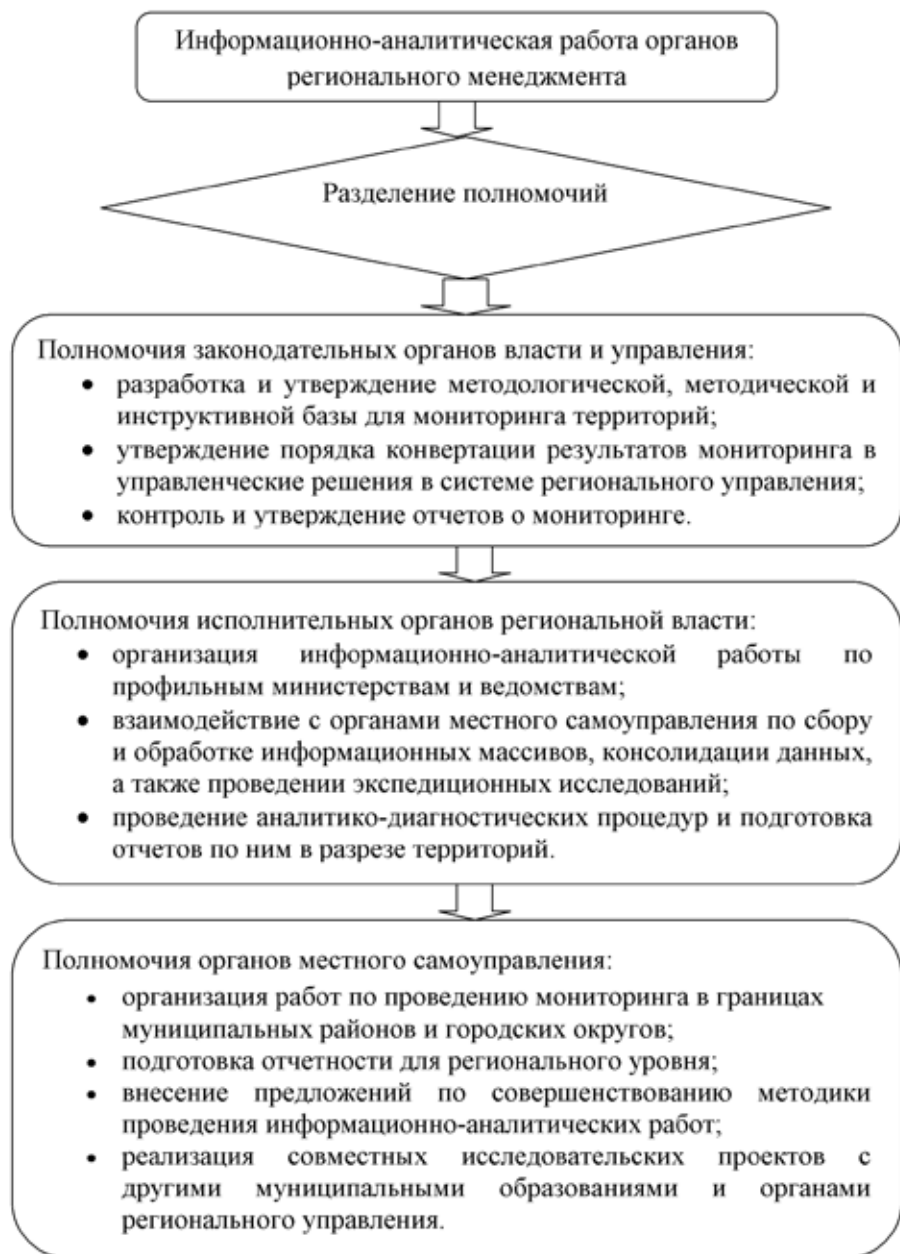 Информационно-аналитическая работа органов
регионального менеджмента
Разделение полномочий
Полномочия законодательных органов власти и управления:
• разработка и утверждение методологической, методической и
инструктивной базы для мониторинга территорий;
• утверждение порядка конвертации результатов мониторинга в
управленческие решения в системе регионального управления;
• контроль и утверждение отчетов о мониторинге.
Полномочия исполнительных органов региональной власти:
• организация информационно-аналитической работы по
профильным министерствам и ведомствам;
• взаимодействие с органами местного самоуправления по сбору
и обработке информационных массивов, консолидации данных,
а также проведении экспедиционных исследований;
• проведение аналитико-диагностических процедур и подготовка
отчетов по ним в разрезе территорий.
Полномочия органов местного самоуправления:
• организация работ по проведению мониторинга в границах
муниципальных районов и городских округов;
• подготовка отчетности для регионального уровня;
• внесение предложений по совершенствованию методики
проведения информационно-аналитических работ;
• реализация совместных исследовательских проектов с
другими муниципальными образованиями и органами
регионального управления.